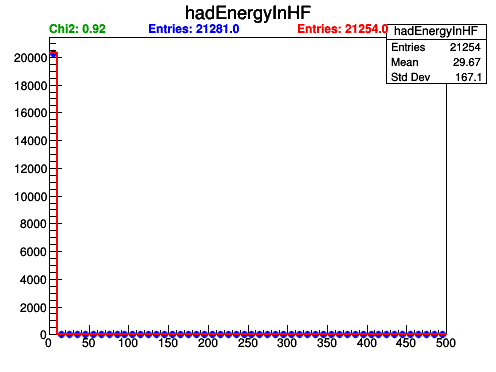 hadEnergyInHF
Chi2: 0.92 Entries: 21281.0 Entries: 21254.0
hadEnergyInHF
Entries 21254
Mean 29.67
Std Dev 167.1
20000
18000
16000
14000
12000
10000
8000
6000
4000
2000
0
0 50 100 150 200 250 300 350 400 450 500